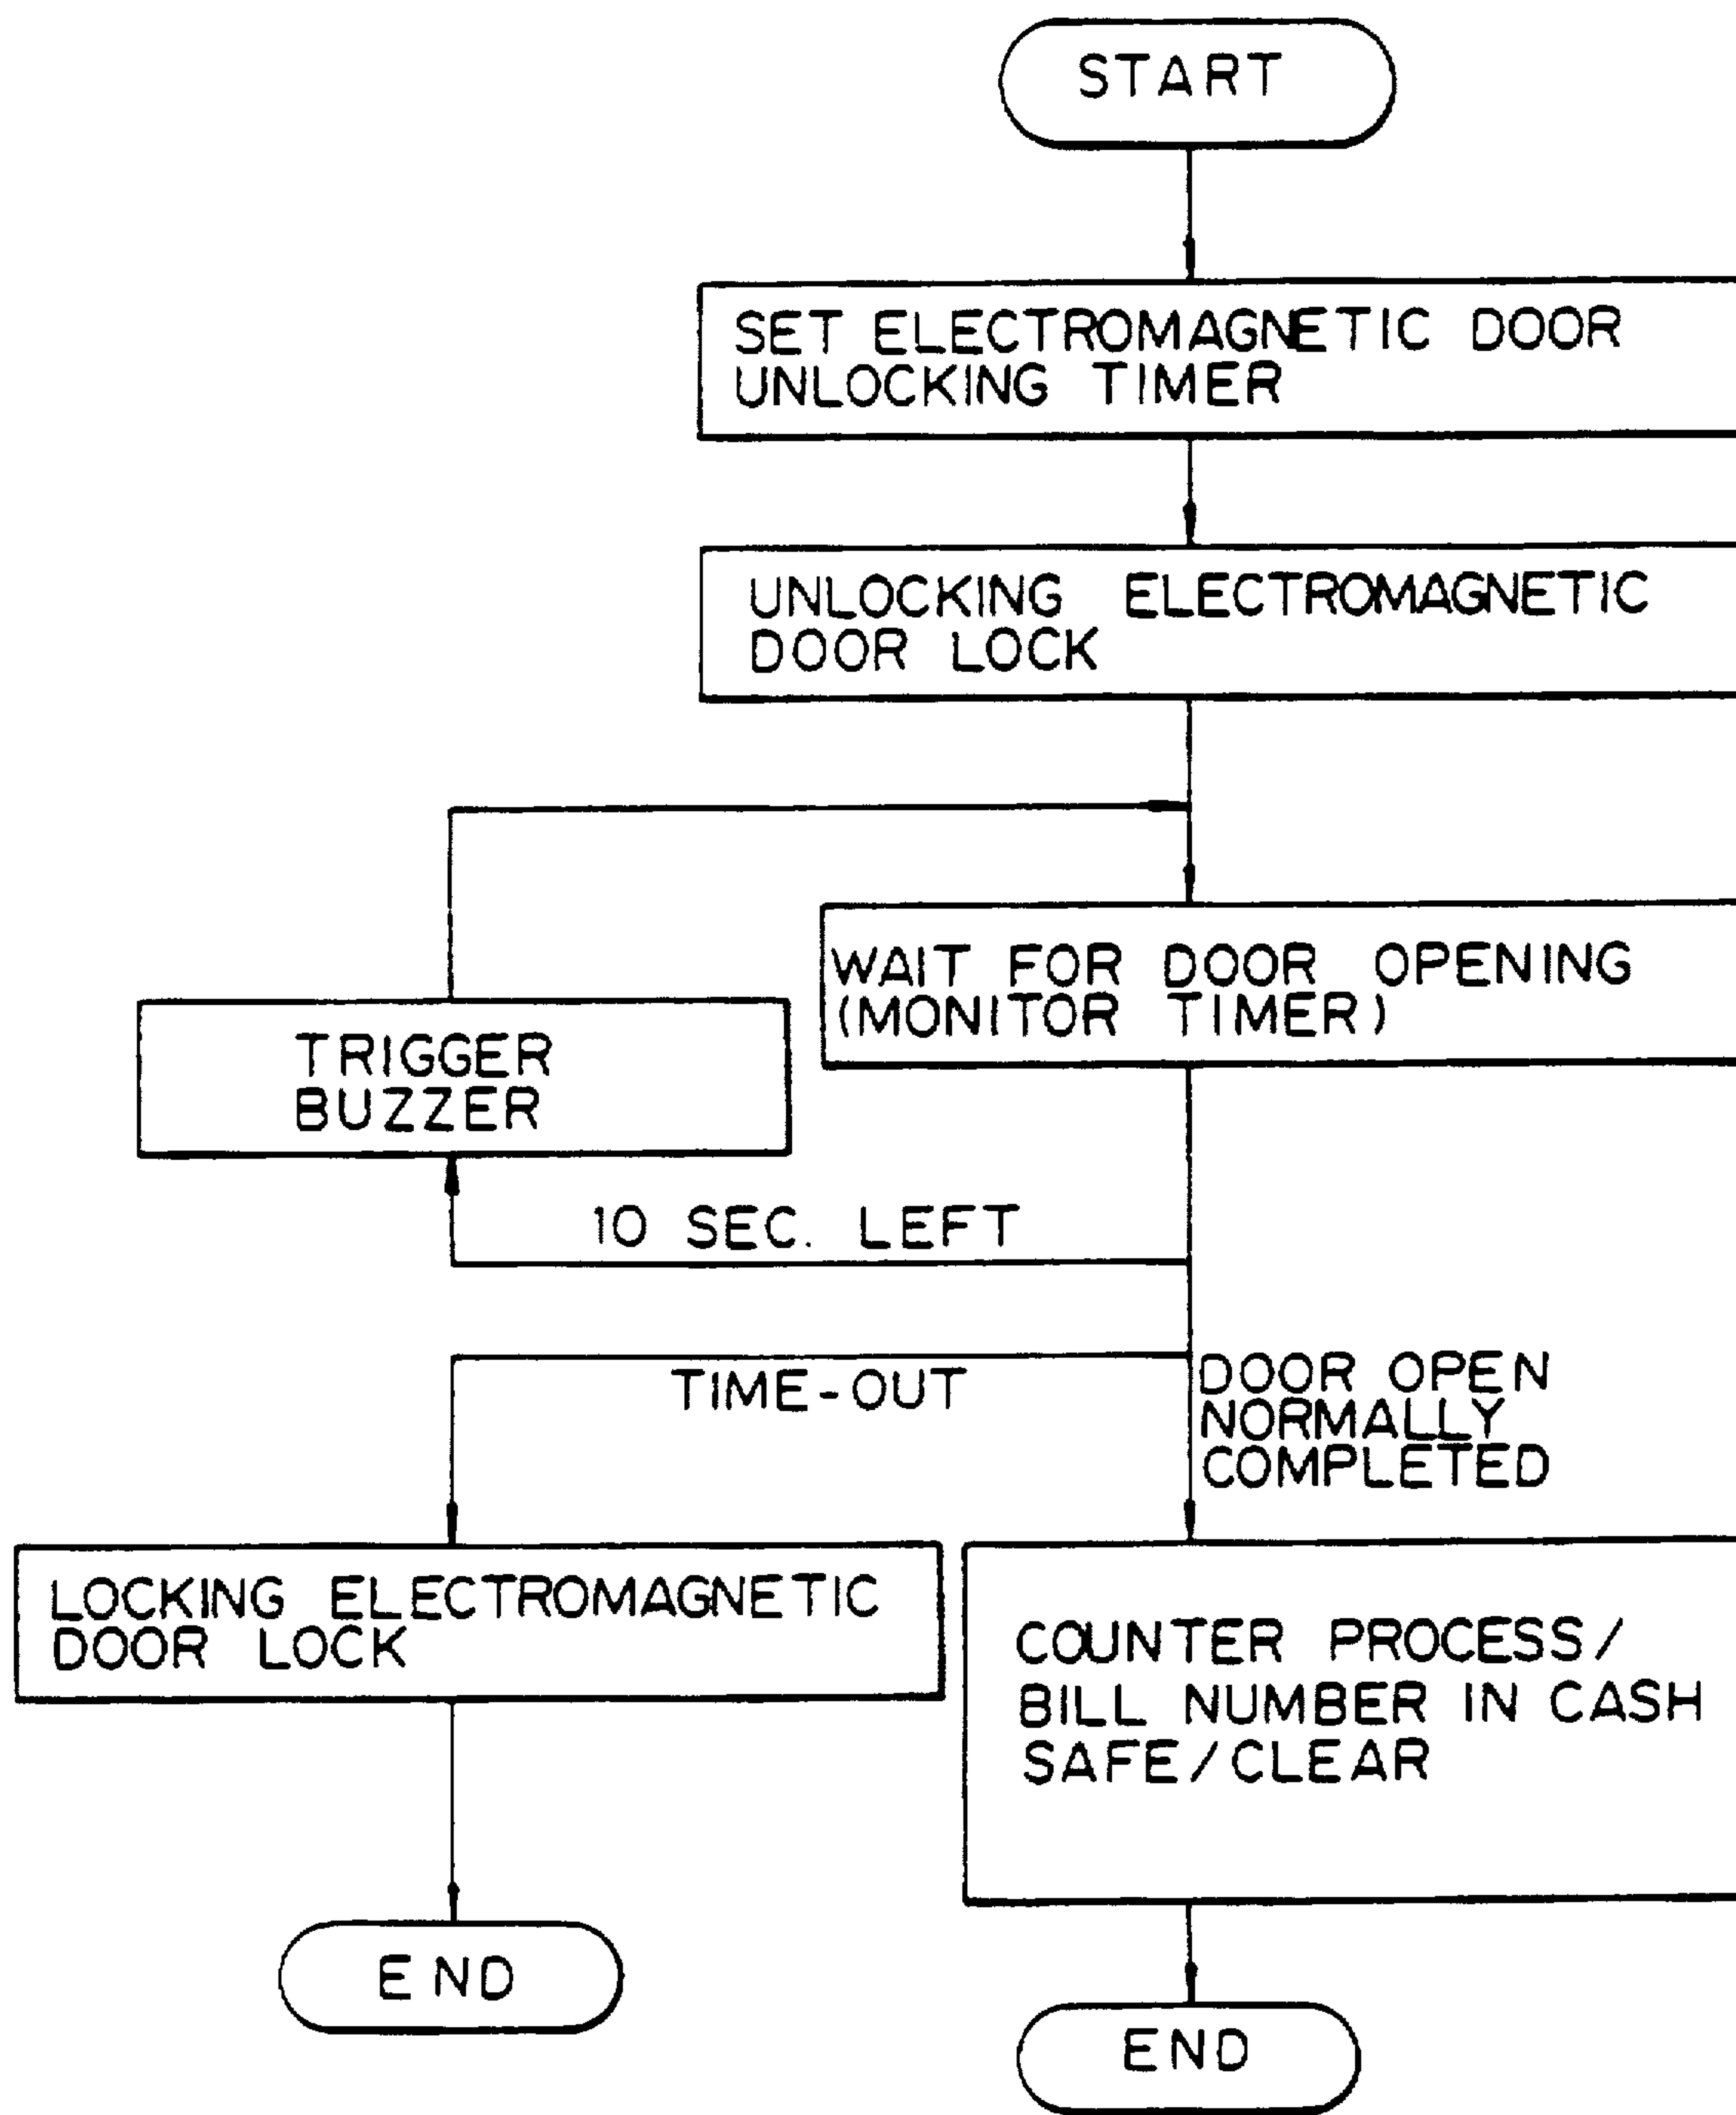 START
SET ELECTROMAGNETIC DOOR
UNLOCKING TIMER
UNLOCKING ELECTROMAGNETIC
DOOR LOCK
WAIT FOR DOOR OPENING
(MONITOR TIMER)
TRIGGER
BUZZER
10 SEC. LEFT
TIME-OUT
DOOR OPEN
NORMALLY
COMPLETED
LOCKING ELECTROMAGNETIC
DOOR LOCK
COUNTER PROCESS/
BILL NUMBER IN CASH
SAFE/CLEAR
END
END